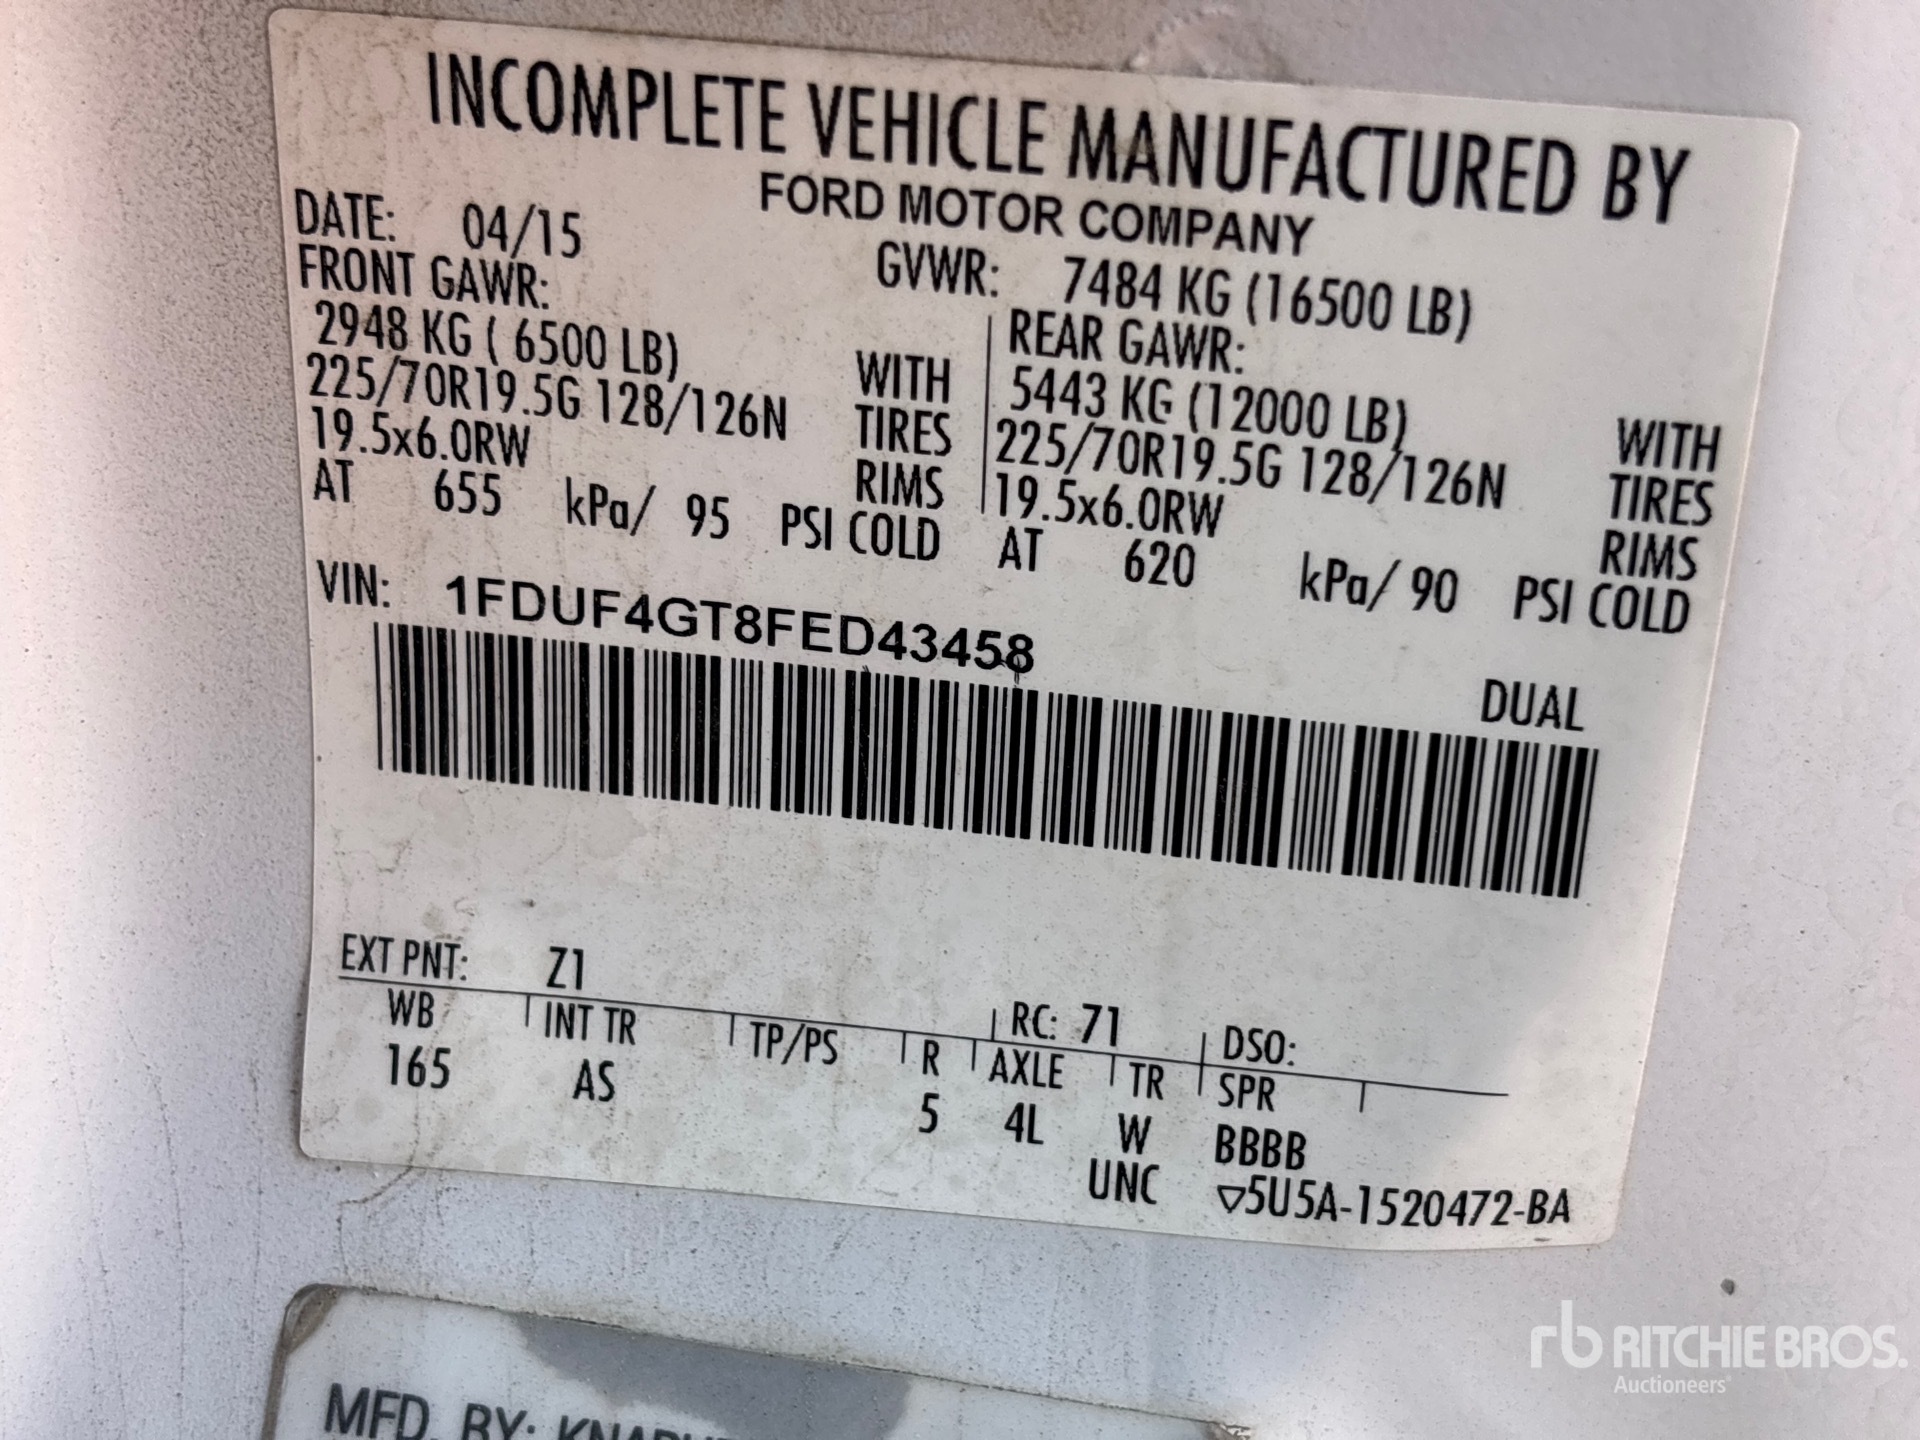 INCOMPLETE VEHICLE MANUFACTURED BY
FORD MOTOR COMPANY
DATE: 04/15
GVWR: 7484 KG (16500 LB)
FRONT GAWR:
2948 KG ( 6500 LB) WITH
225/70R19.5G 128/126N TIRES
19.5x6.0RW RIMS
AT 655 kPa/ 95 PSI COLD
REAR GAWR:
5443 KG (12000 LB) WITH
225/70R19.5G 128/126N TIRES
19.5x6.0RW RIMS
AT 620 kPa/ 90 PSI COLD
VIN: 1FDUF4GT8FED43458
DUAL
EXT PNT: Z1 RC: 71 DSO:
WB INT TR TP/PS R AXLE TR SPR
165 AS 5 4L W BBBB
UNC ▽5U5A-1520472-BA
MFD. BY:
rb RITCHIE BROS.
Auctioneers